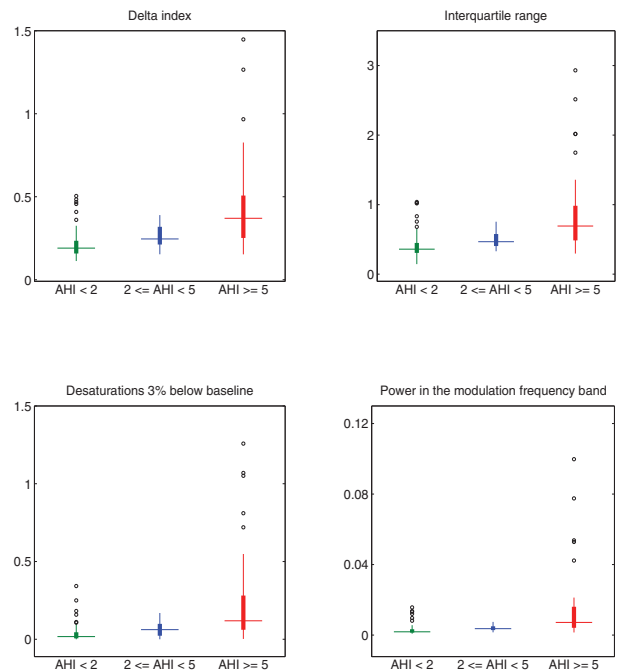 Delta index
1.5
1
0.5
0
AHI < 2 2 <= AHI < 5 AHI >= 5
Interquartile range
3
2
1
0
AHI < 2 2 <= AHI < 5 AHI >= 5
Desaturations 3% below baseline
1.5
1
0.5
0
AHI < 2 2 <= AHI < 5 AHI >= 5
Power in the modulation frequency band
0.12
0.08
0.04
0
AHI < 2 2 <= AHI < 5 AHI >= 5